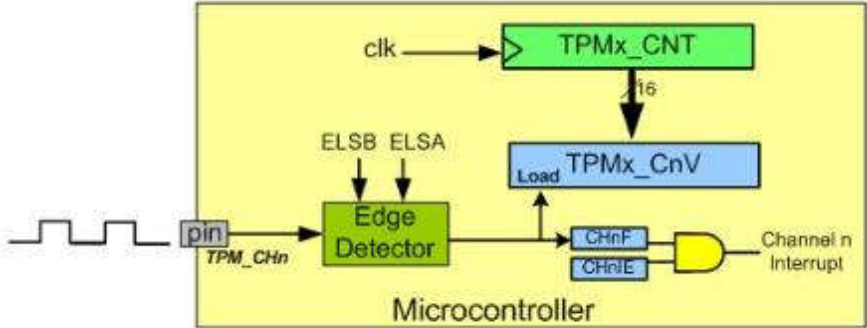 clk
TPMx_CNT
16
ELSB ELSA
Load
TPMx_CnV
pin
Edge
Detector
TPM_CHn
CHnF
CHnIE
Channel n
Interrupt
Microcontroller